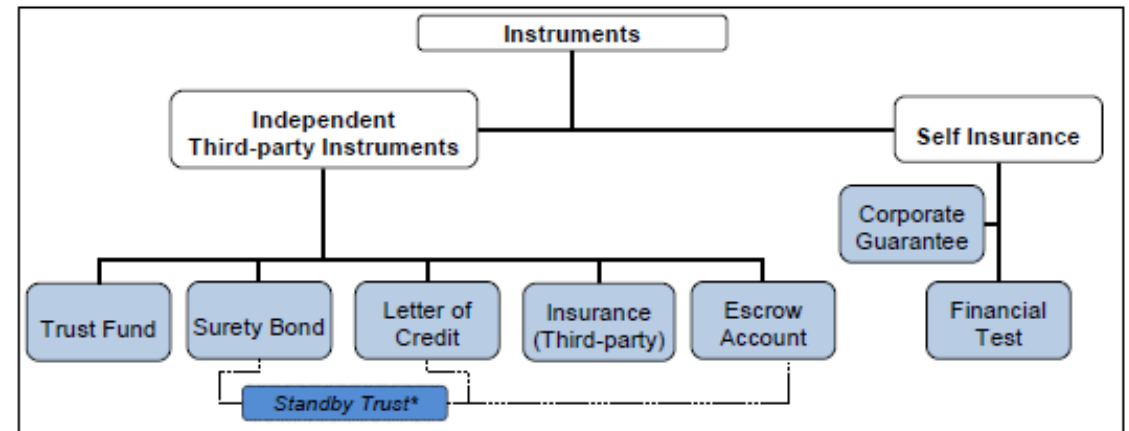 Instruments
Independent
Third-party Instruments
Self Insurance
Corporate
Guarantee
Trust Fund
Surety Bond
Letter of
Credit
Insurance
(Third-party)
Escrow
Account
Financial
Test
Standby Trust*